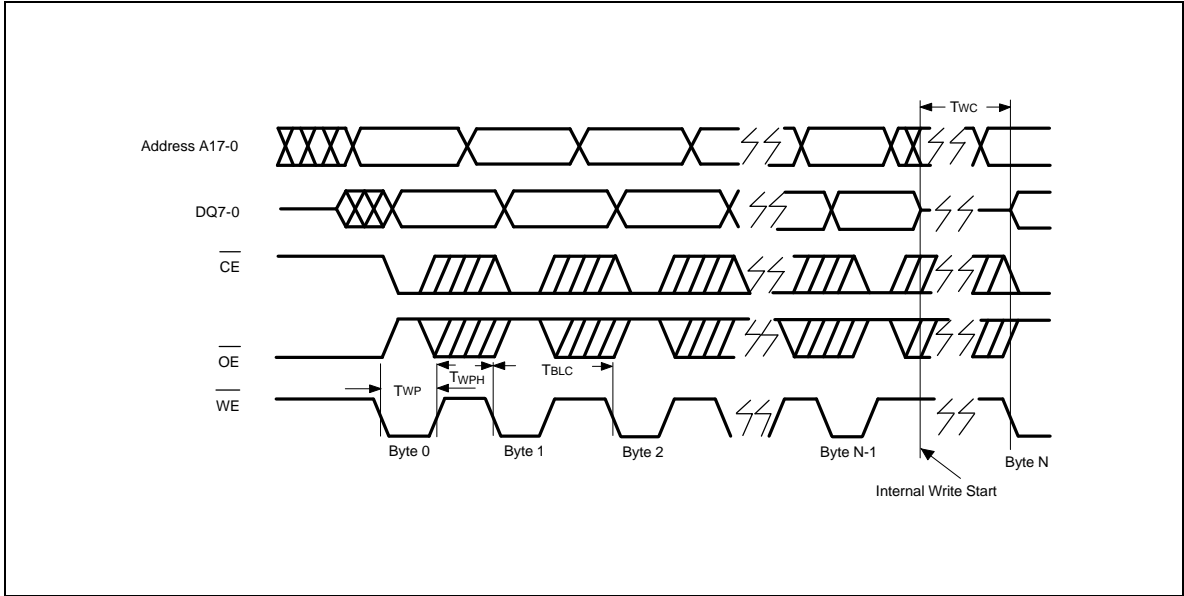 TWC
Address A17-0
DQ7-0
CE
OE
TWP
TWPH
TBLC
WE
Byte 0
Byte 1
Byte 2
Byte N-1
Byte N
Internal Write Start